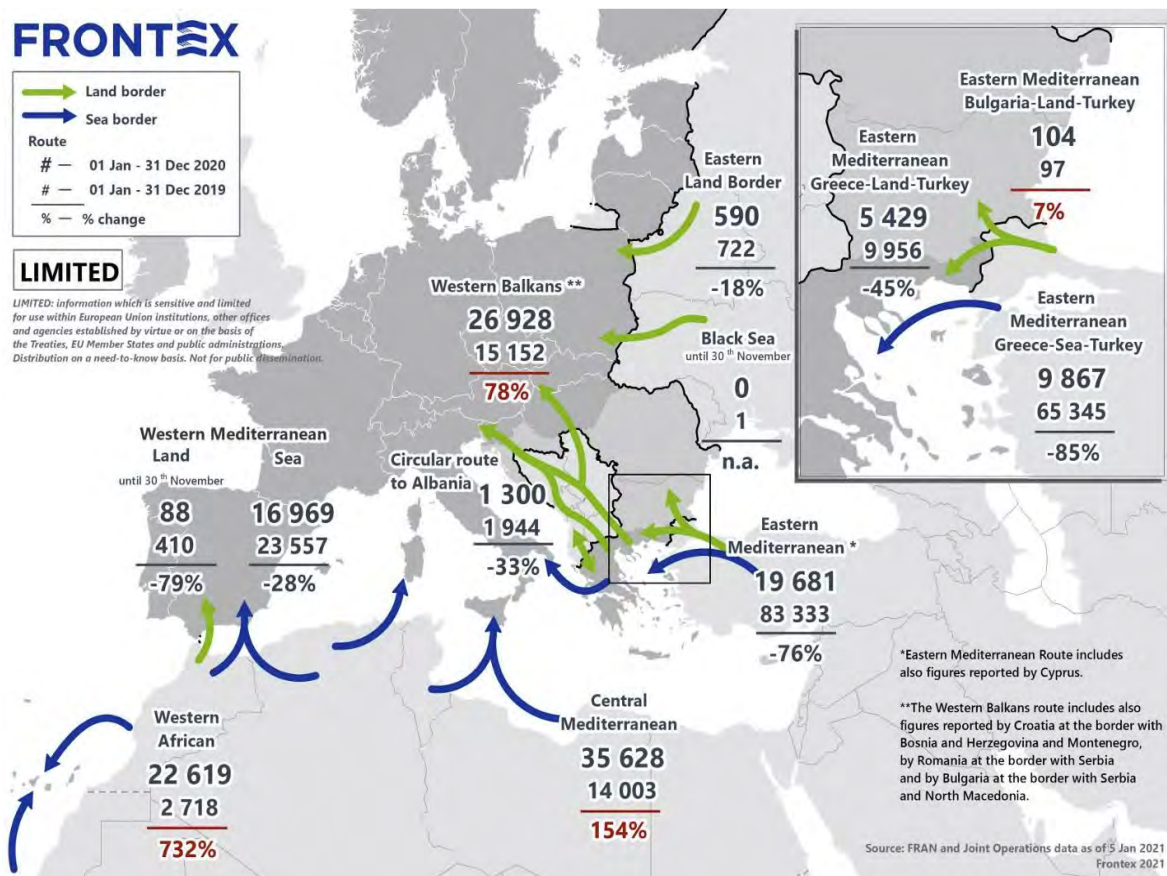 FRONTEX
Land border
Sea border
Route
# — 01 Jan - 31 Dec 2020
# — 01 Jan - 31 Dec 2019
% — % change
LIMITED
LIMITED: information which is sensitive and limited
for use within European Union institutions, other offices
and agencies established by virtue or on the basis of
the Treaties, EU Member States and public administrations.
Distribution on a need-to-know basis. Not for public dissemination.
Eastern
Land Border
590
722
-18%
Western Balkans **
26 928
15 152
78%
Black Sea
until 30 th November
0
1
n.a.
Western Mediterranean
Land
until 30 th November
88
410
-79%
Sea
16 969
23 557
-28%
Circular route
to Albania
1 300
1 944
-33%
Eastern
Mediterranean *
19 681
83 333
-76%
Western
African
22 619
2 718
732%
Central
Mediterranean
35 628
14 003
154%
Eastern Mediterranean
Bulgaria-Land-Turkey
104
97
7%
Eastern
Mediterranean
Greece-Land-Turkey
5 429
9 956
-45%
Eastern
Mediterranean
Greece-Sea-Turkey
9 867
65 345
-85%
*Eastern Mediterranean Route includes
also figures reported by Cyprus.
**The Western Balkans route includes also
figures reported by Croatia at the border with
Bosnia and Herzegovina and Montenegro,
by Romania at the border with Serbia
and by Bulgaria at the border with Serbia
and North Macedonia.
Source: FRAN and Joint Operations data as of 5 Jan 2021
Frontex 2021